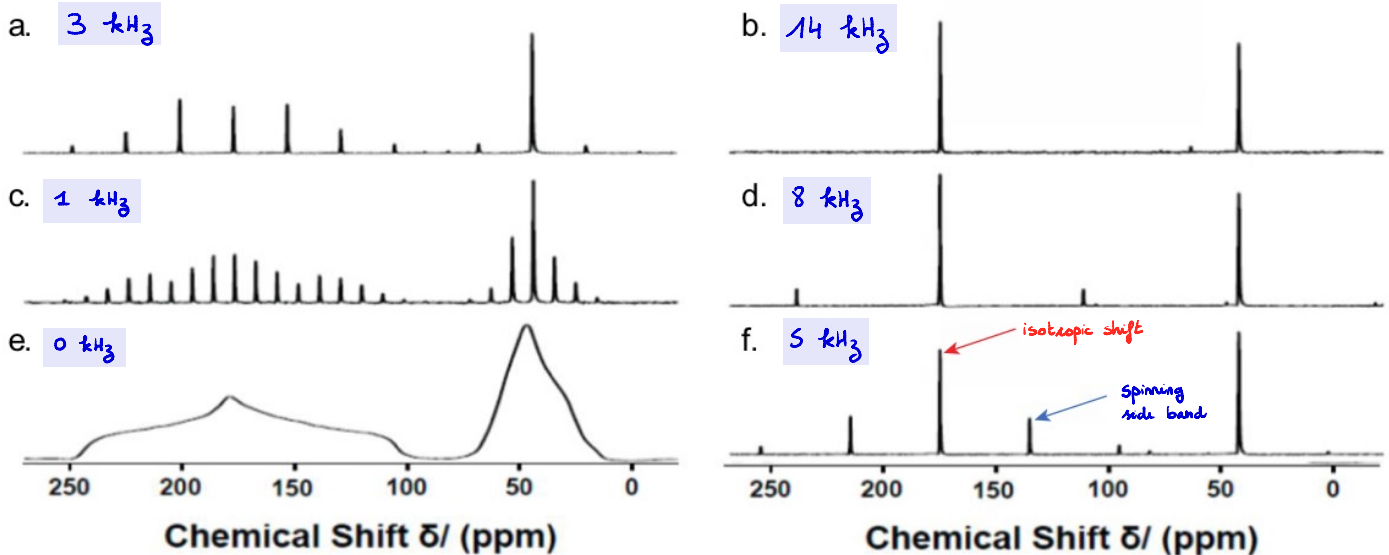 a. 3 kHz
b. 14 kHz
c. 1 kHz
d. 8 kHz
e. 0 kHz
f. 5 kHz
isotropic shift
spinning
side band
250 200 150 100 50 0
250 200 150 100 50 0
Chemical Shift δ/ (ppm)
Chemical Shift δ/ (ppm)